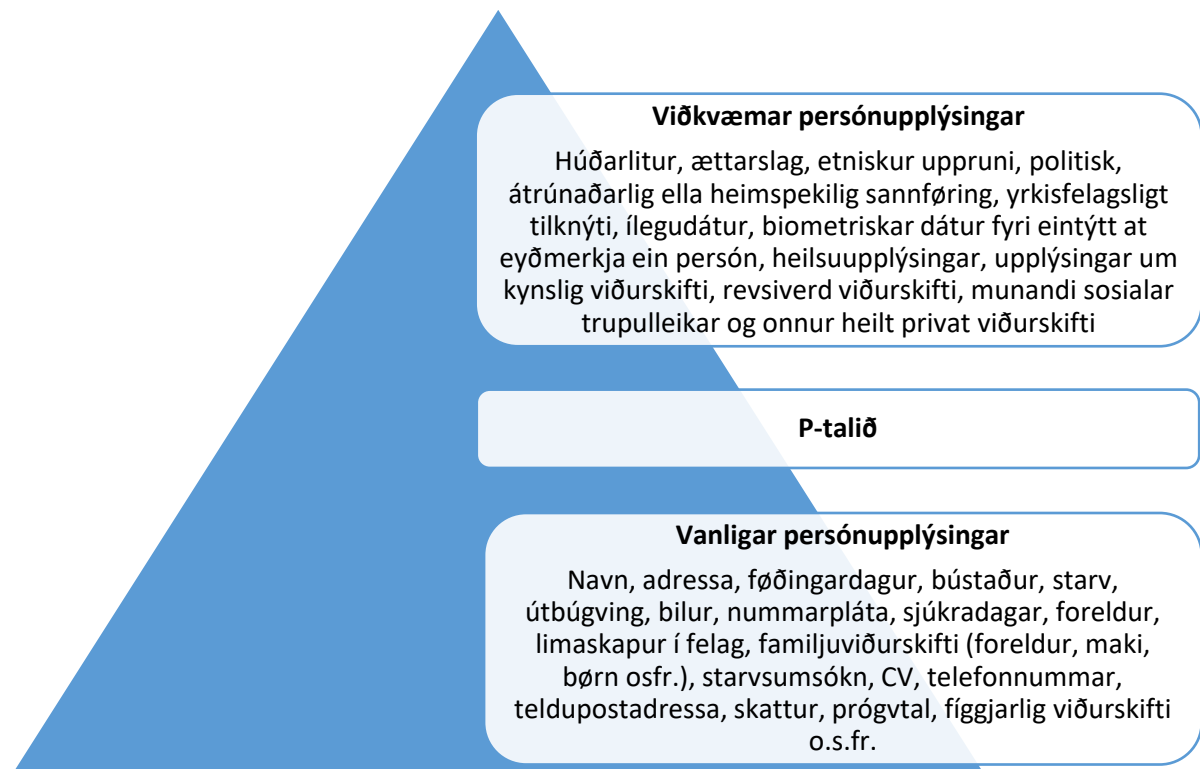 Viðkvæmar persónupplýsingar
Húðarlitur, ættarslag, etniskur uppruni, politisk,
átrúnaðarlig ella heimspekilig sannføring, yrkisfelagsligt
tilknýti, ílegudátur, biometriskar dátur fyri eintýtt at
eyðmerkja ein persón, heilsuupplýsingar, upplýsingar um
kynslig viðurskifti, revsiverd viðurskifti, munandi sosialar
trupulleikar og onnur heilt privat viðurskifti
P-talið
Vanligar persónupplýsingar
Navn, adressa, føðingardagur, bústaður, starv,
útbúgving, bilur, nummarpláta, sjúkradagar, foreldur,
limaskapur í felag, familjuviðurskifti (foreldur, maki,
børn osfr.), starvsumsókn, CV, telefonnummar,
teldupostadressa, skattur, prógvtal, fíggjarlig viðurskifti
o.s.fr.